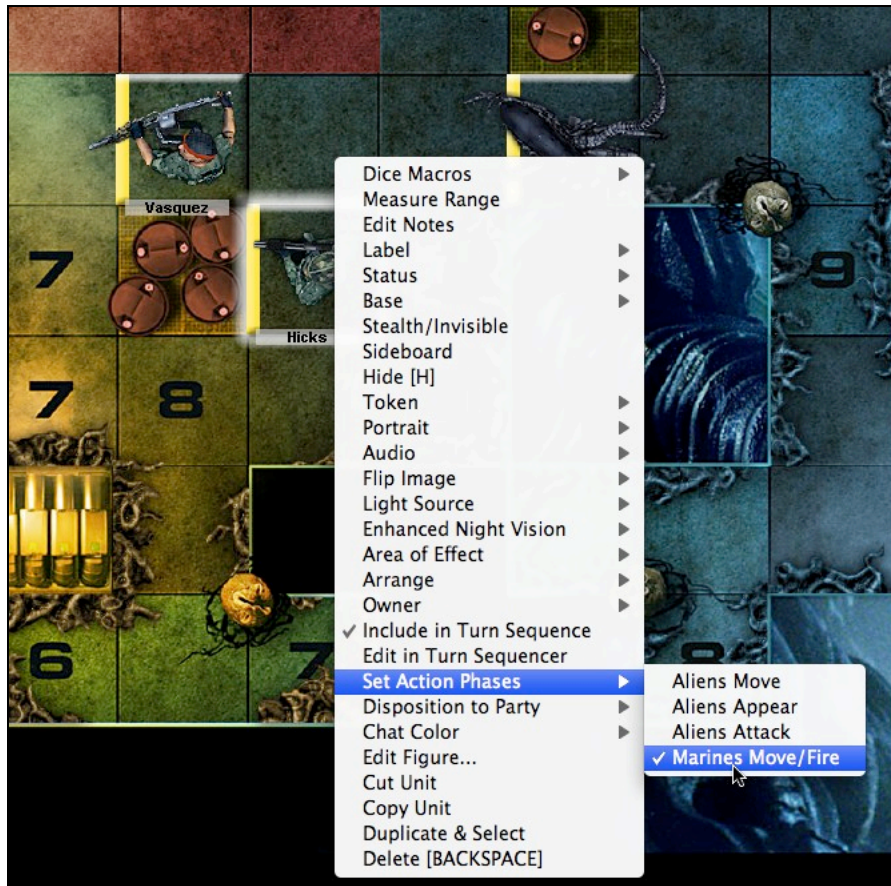 Vasquez
7
9
Hicks
7
8
6
7
8
Dice Macros
Measure Range
Edit Notes
Label
Status
Base
Stealth/Invisible
Sideboard
Hide [H]
Token
Portrait
Audio
Flip Image
Light Source
Enhanced Night Vision
Area of Effect
Arrange
Owner
✓ Include in Turn Sequence
Edit in Turn Sequencer
Set Action Phases
Disposition to Party
Chat Color
Edit Figure...
Cut Unit
Copy Unit
Duplicate & Select
Delete [BACKSPACE]
Aliens Move
Aliens Appear
Aliens Attack
✓ Marines Move/Fire